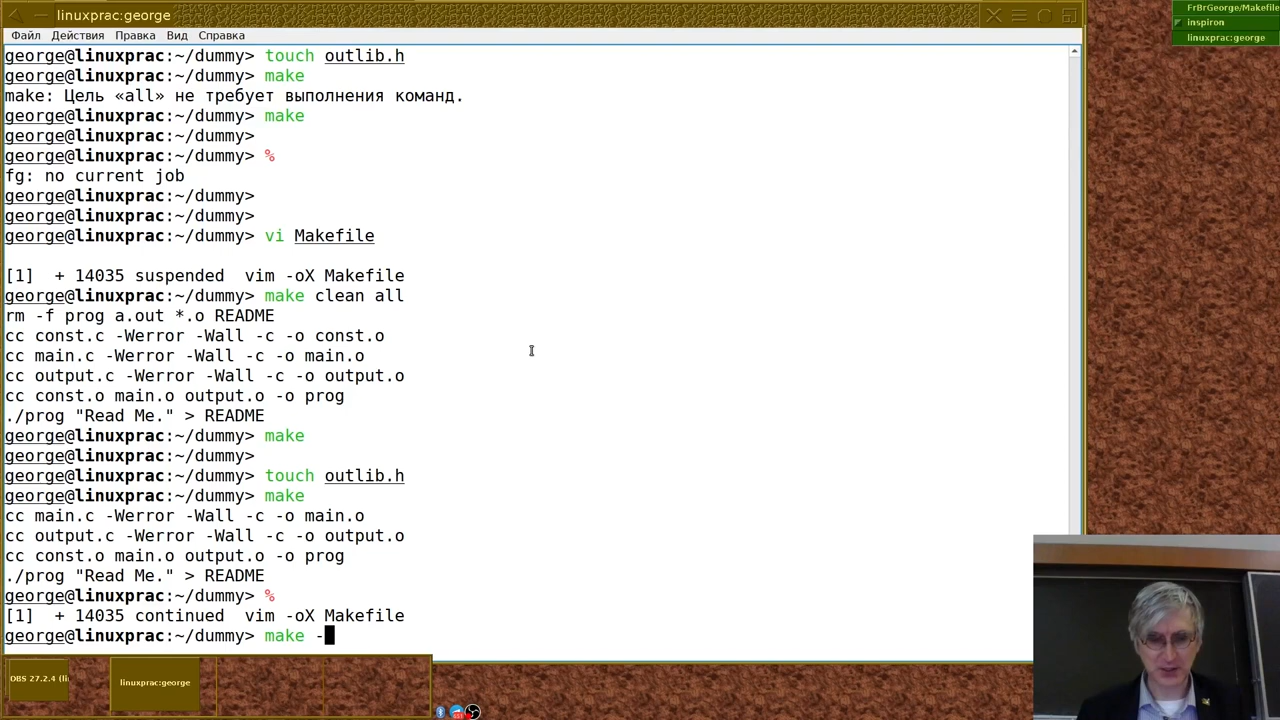 linuxprac:george
FrBrGeorge/Makefile
inspiron
linuxprac:george
Файл Действия Правка Вид Справка
george@linuxprac:~/dummy> touch outlib.h
george@linuxprac:~/dummy> make
make: Цель «all» не требует выполнения команд.
george@linuxprac:~/dummy> make
george@linuxprac:~/dummy>
george@linuxprac:~/dummy> %
fg: no current job
george@linuxprac:~/dummy>
george@linuxprac:~/dummy>
george@linuxprac:~/dummy> vi Makefile
[1]  + 14035 suspended  vim -oX Makefile
george@linuxprac:~/dummy> make clean all
rm -f prog a.out *.o README
cc const.c -Werror -Wall -c -o const.o
cc main.c -Werror -Wall -c -o main.o
cc output.c -Werror -Wall -c -o output.o
cc const.o main.o output.o -o prog
./prog "Read Me." > README
george@linuxprac:~/dummy> make
george@linuxprac:~/dummy>
george@linuxprac:~/dummy> touch outlib.h
george@linuxprac:~/dummy> make
cc main.c -Werror -Wall -c -o main.o
cc output.c -Werror -Wall -c -o output.o
cc const.o main.o output.o -o prog
./prog "Read Me." > README
george@linuxprac:~/dummy> %
[1]  + 14035 continued  vim -oX Makefile
george@linuxprac:~/dummy> make -
OBS 27.2.4 (li
linuxprac:george